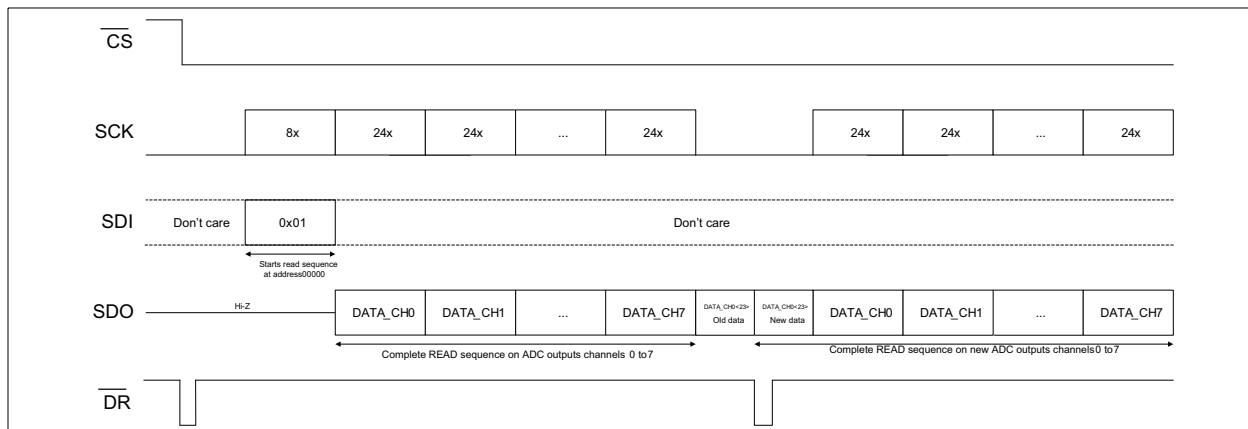 CS
SCK
8x 24x 24x ... 24x 24x 24x ... 24x
SDI
Don't care 0x01 Don't care
Starts read sequence
at address00000
SDO
Hi-Z
DATA_CH0 DATA_CH1 ... DATA_CH7 DATA_CH0<23> DATA_CH0<23> DATA_CH0 DATA_CH1 ... DATA_CH7
Old data New data
Complete READ sequence on ADC outputs channels 0 to7 Complete READ sequence on new ADC outputs channels0 to7
DR